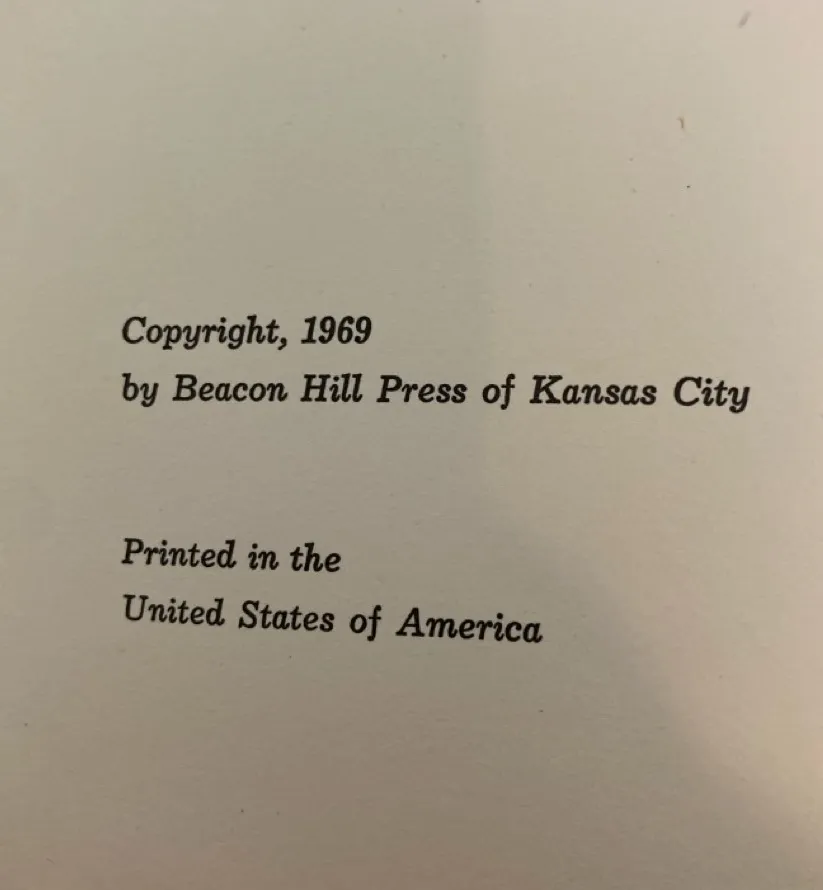 Copyright, 1969
by Beacon Hill Press of Kansas City
Printed in the
United States of America